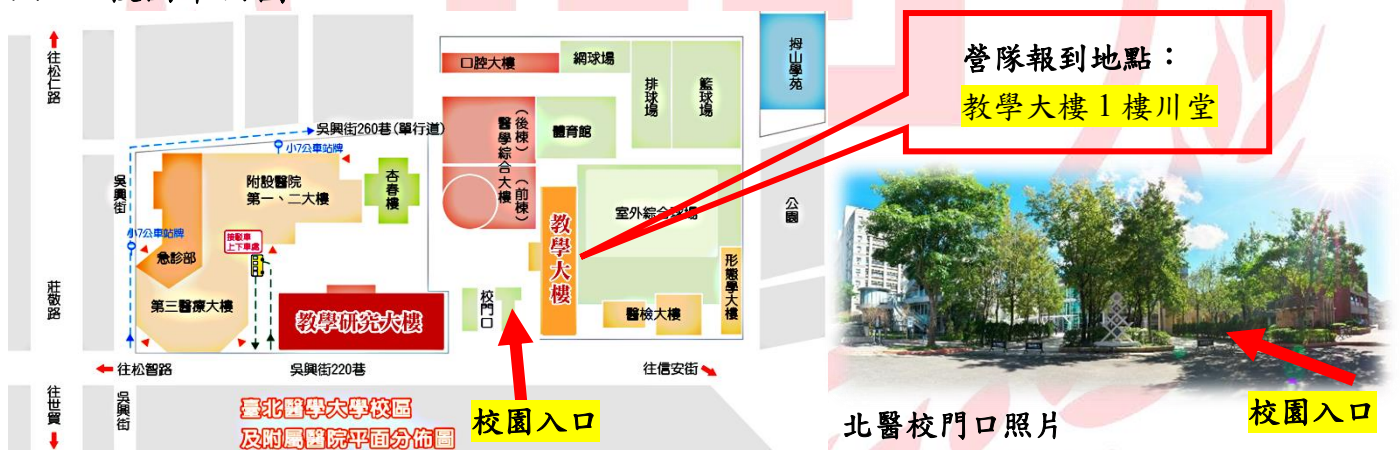 往松仁路
吳興街
莊敬路
往世貿
吳興街
吳興街260巷(單行道)
小7公車站牌
附設醫院
第一、二大樓
杏春樓
小7公車站牌
急診部
接駁車
上下車處
第三醫療大樓
教學研究大樓
往松智路
吳興街220巷
往信安街
臺北醫學大學校區
及附屬醫院平面分佈圖
口腔大樓
網球場
排球場
籃球場
拇山學苑
醫學綜合大樓
(後棟)
(前棟)
體育館
教學大樓
室外綜合球場
公園
形態學大樓
醫檢大樓
校門口
校園入口
營隊報到地點：
教學大樓1樓川堂
北醫校門口照片
校園入口